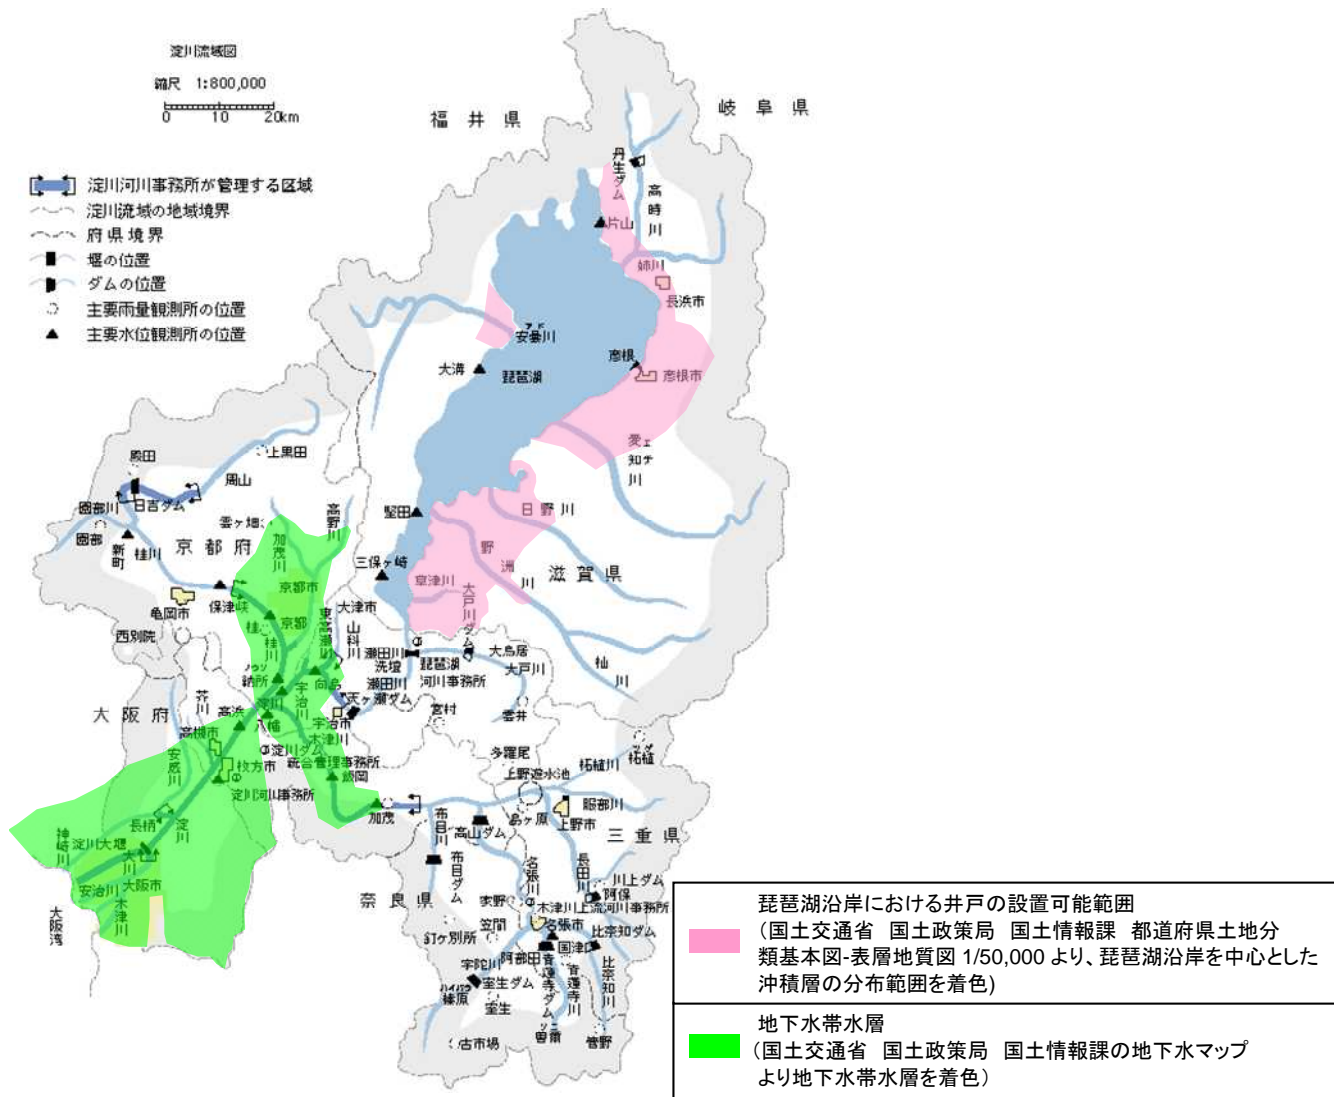 淀川流域図
縮尺 1:800,000
0 10 20km
福井県
岐阜県
淀川河川事務所が管理する区域
淀川流域の地域境界
府県境界
堰の位置
ダムの位置
主要雨量観測所の位置
主要水位観測所の位置
丹生ダム
高時川
片山
姉川
長浜市
安曇川
大溝
琵琶湖
彦根
彦根市
愛知川
エチ
上黒田
殿田
周山
日吉ダム
園部川
園部
新町
桂川
京都府
雲ヶ畑
加茂川
高野川
堅田
日野川
野洲川
滋賀県
三保ヶ崎
草津川
大戸川ダム
京都市
保津峡
亀岡市
京都
大津市
山科川
東高瀬川
西別院
桂
桂川
瀬田川
洗堰
琵琶湖
河川事務所
大鳥居
大戸川
杣川
納所
向島
瀬田川
天ヶ瀬ダム
宇治川
芥川
大阪府
高浜
淀川
八幡
宇治市
宮村
雲井
高槻市
木津川
淀川ダム
統合管理事務所
安威川
枚方市
飯岡
多羅尾
上野遊水池
柘植川
柘植
淀川河川事務所
加茂
島ヶ原
上野市
服部川
三重県
長柄
淀川
神崎川
淀川大堰
大川
布目川
高山ダム
布目ダム
名張川
長田川
川上ダム
阿保
安治川
大阪市
木津川
大阪湾
奈良県
家野
木津川上流河川事務所
笠間
名張市
比奈知ダム
釘ヶ別所
阿部田
国津
宇陀川
青蓮寺ダム
青蓮寺川
比奈知川
榛原
室生ダム
室生
曽爾
菅野
古市場
琵琶湖沿岸における井戸の設置可能範囲
（国土交通省 国土政策局 国土情報課 都道府県土地分
類基本図-表層地質図 1/50,000 より、琵琶湖沿岸を中心とした
沖積層の分布範囲を着色)
地下水帯水層
（国土交通省 国土政策局 国土情報課の地下水マップ
より地下水帯水層を着色）